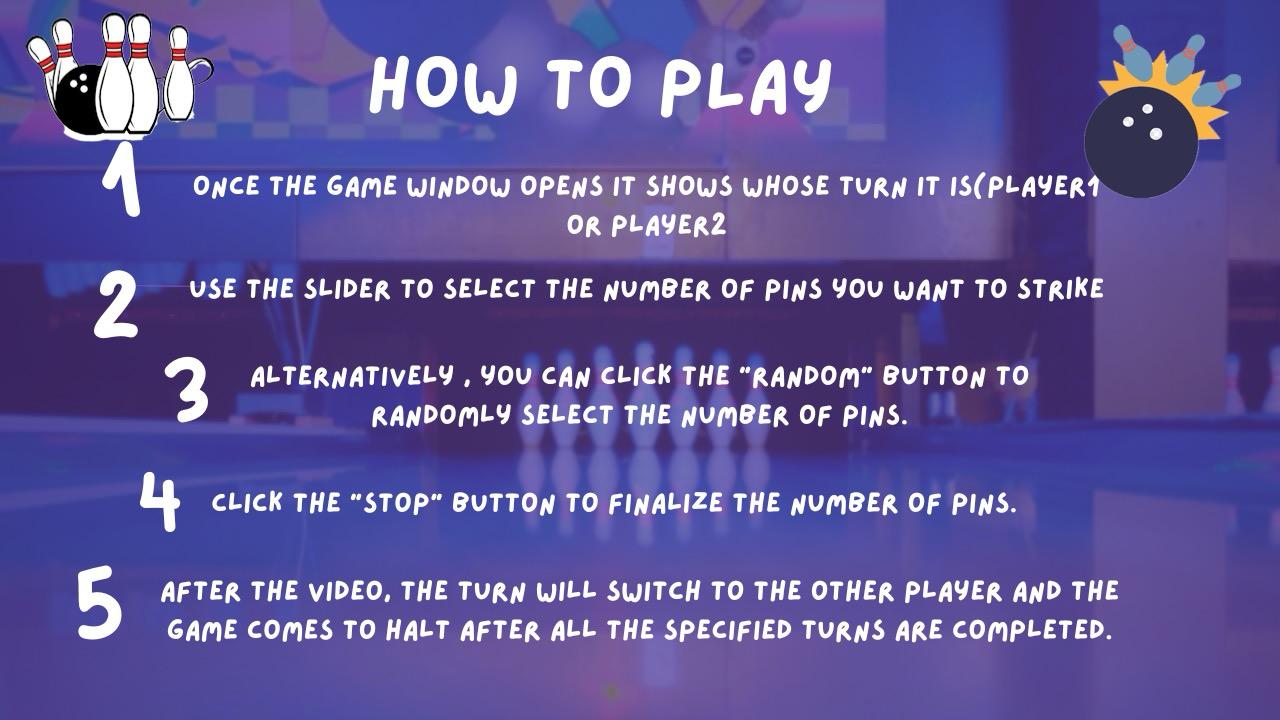 HOW TO PLAY
1
ONCE THE GAME WINDOW OPENS IT SHOWS WHOSE TURN IT IS(PLAYER1
OR PLAYER2
2
USE THE SLIDER TO SELECT THE NUMBER OF PINS YOU WANT TO STRIKE
3
ALTERNATIVELY , YOU CAN CLICK THE "RANDOM" BUTTON TO
RANDOMLY SELECT THE NUMBER OF PINS.
4
CLICK THE "STOP" BUTTON TO FINALIZE THE NUMBER OF PINS.
5
AFTER THE VIDEO, THE TURN WILL SWITCH TO THE OTHER PLAYER AND THE
GAME COMES TO HALT AFTER ALL THE SPECIFIED TURNS ARE COMPLETED.